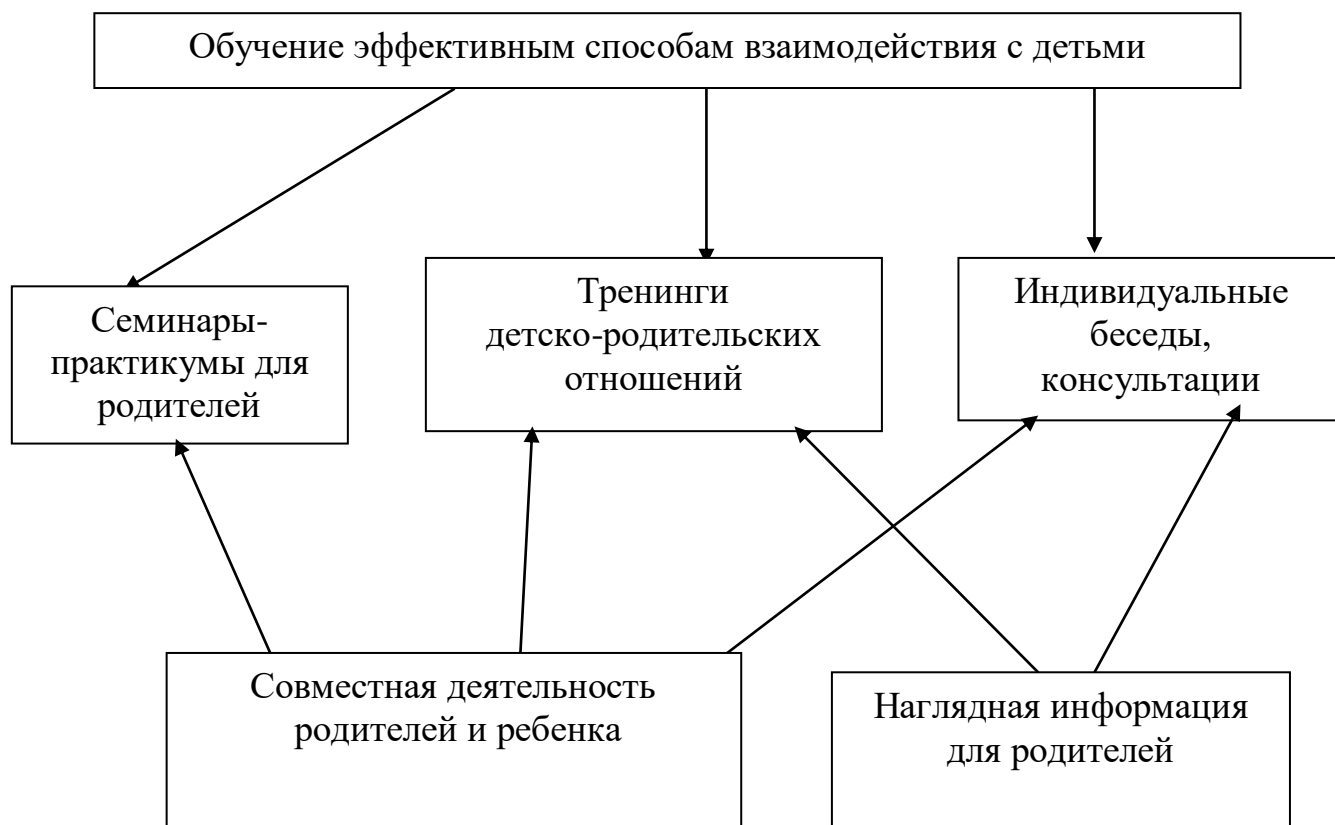 Обучение эффективным способам взаимодействия с детьми
Семинары-
практикумы для
родителей
Тренинги
детско-родительских
отношений
Индивидуальные
беседы,
консультации
Совместная деятельность
родителей и ребенка
Наглядная информация
для родителей